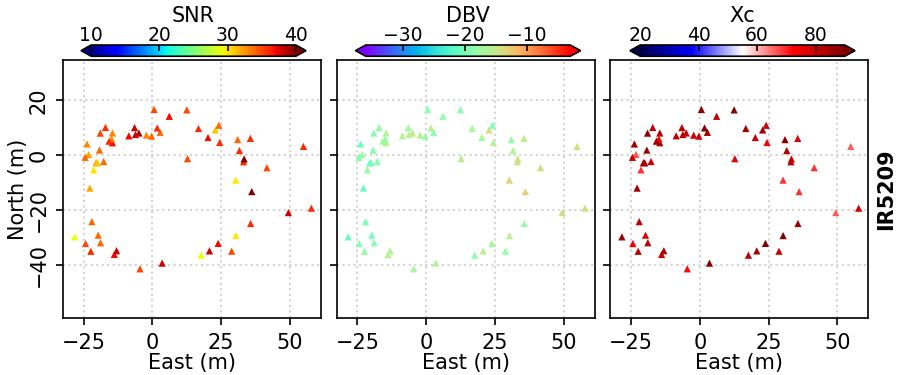 SNR DBV Xc
10 20 30 40 −30 −20 −10 20 40 60 80
North (m)
20
0
−20
−40
IR5209
−25 0 25 50 −25 0 25 50 −25 0 25 50
East (m) East (m) East (m)